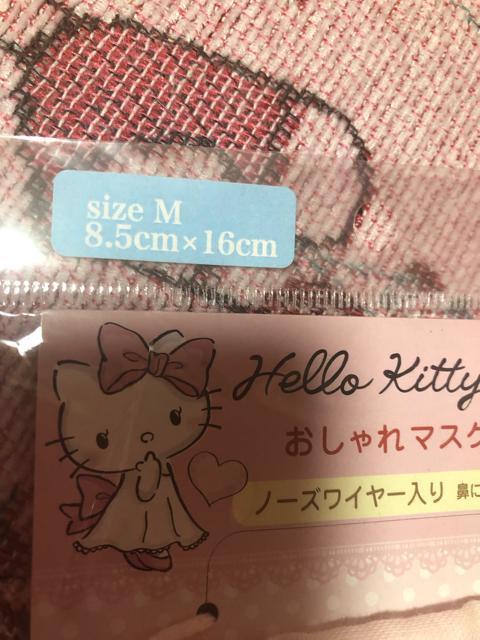 size M
8.5cm×16cm
Hello Kitty
おしゃれマスク
ノーズワイヤー入り 鼻に